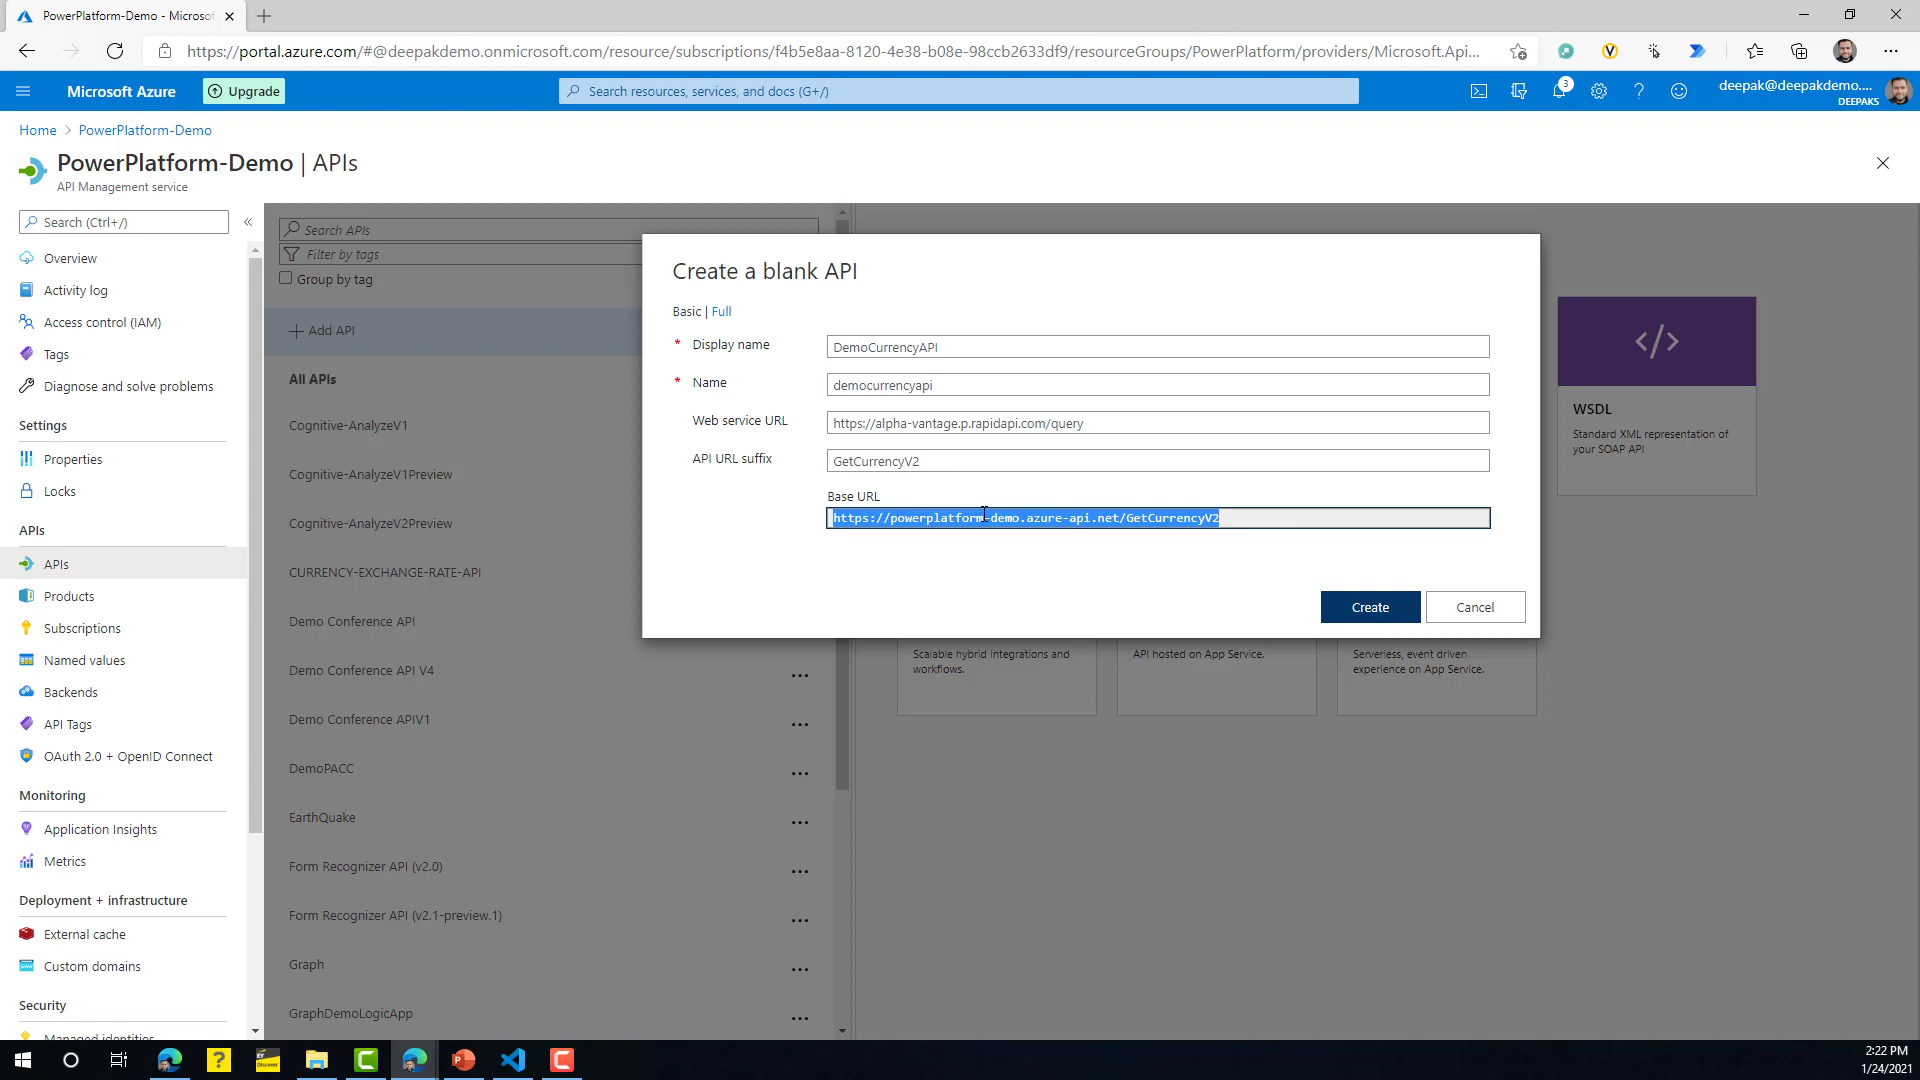 PowerPlatform-Demo - Microsof
https://portal.azure.com/#@deepakdemo.onmicrosoft.com/resource/subscriptions/f4b5e8aa-8120-4e38-b08e-98ccb2633df9/resourceGroups/PowerPlatform/providers/Microsoft.Api...
Microsoft Azure
Upgrade
Search resources, services, and docs (G+/)
3
deepak@deepakdemo....
DEEPAKS
Home > PowerPlatform-Demo
PowerPlatform-Demo | APIs
API Management service
Search (Ctrl+/)
«
Overview
Activity log
Access control (IAM)
Tags
Diagnose and solve problems
Settings
Properties
Locks
APIs
APIs
Products
Subscriptions
Named values
Backends
API Tags
OAuth 2.0 + OpenID Connect
Monitoring
Application Insights
Metrics
Deployment + infrastructure
External cache
Custom domains
Security
Managed identities
Search APIs
Filter by tags
Group by tag
+ Add API
All APIs
Cognitive-AnalyzeV1
Cognitive-AnalyzeV1Preview
Cognitive-AnalyzeV2Preview
CURRENCY-EXCHANGE-RATE-API
Demo Conference API
Demo Conference API V4
Demo Conference APIV1
DemoPACC
EarthQuake
Form Recognizer API (v2.0)
Form Recognizer API (v2.1-preview.1)
Graph
GraphDemoLogicApp
Create a blank API
Basic | Full
* Display name
DemoCurrencyAPI
* Name
democurrencyapi
Web service URL
https://alpha-vantage.p.rapidapi.com/query
API URL suffix
GetCurrencyV2
Base URL
https://powerplatform-demo.azure-api.net/GetCurrencyV2
Create
Cancel
</>
WSDL
Standard XML representation of
your SOAP API
Scalable hybrid integrations and
workflows.
API hosted on App Service.
Serverless, event driven
experience on App Service.
?
EY
Discover
2:22 PM
1/24/2021